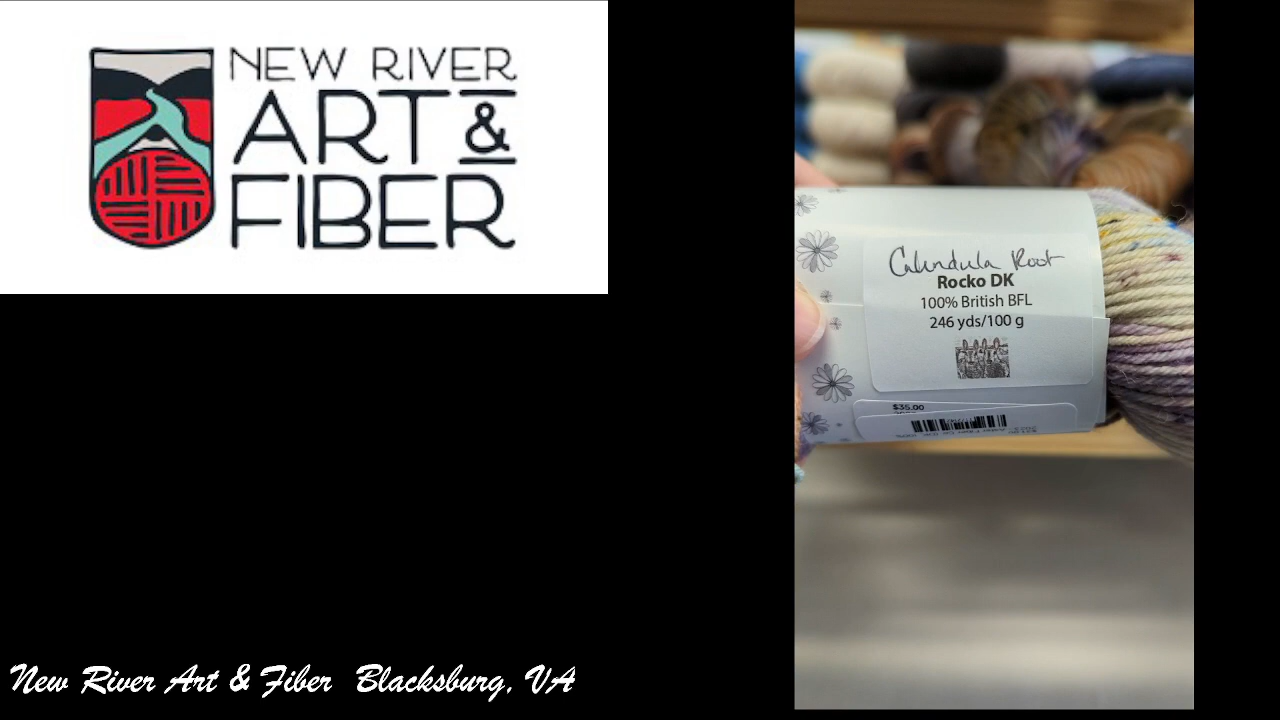 NEW RIVER
ART &
FIBER
Calendula Root
Rocko DK
100% British BFL
246 yds/100 g
$35.00
New River Art & Fiber Blacksburg, VA